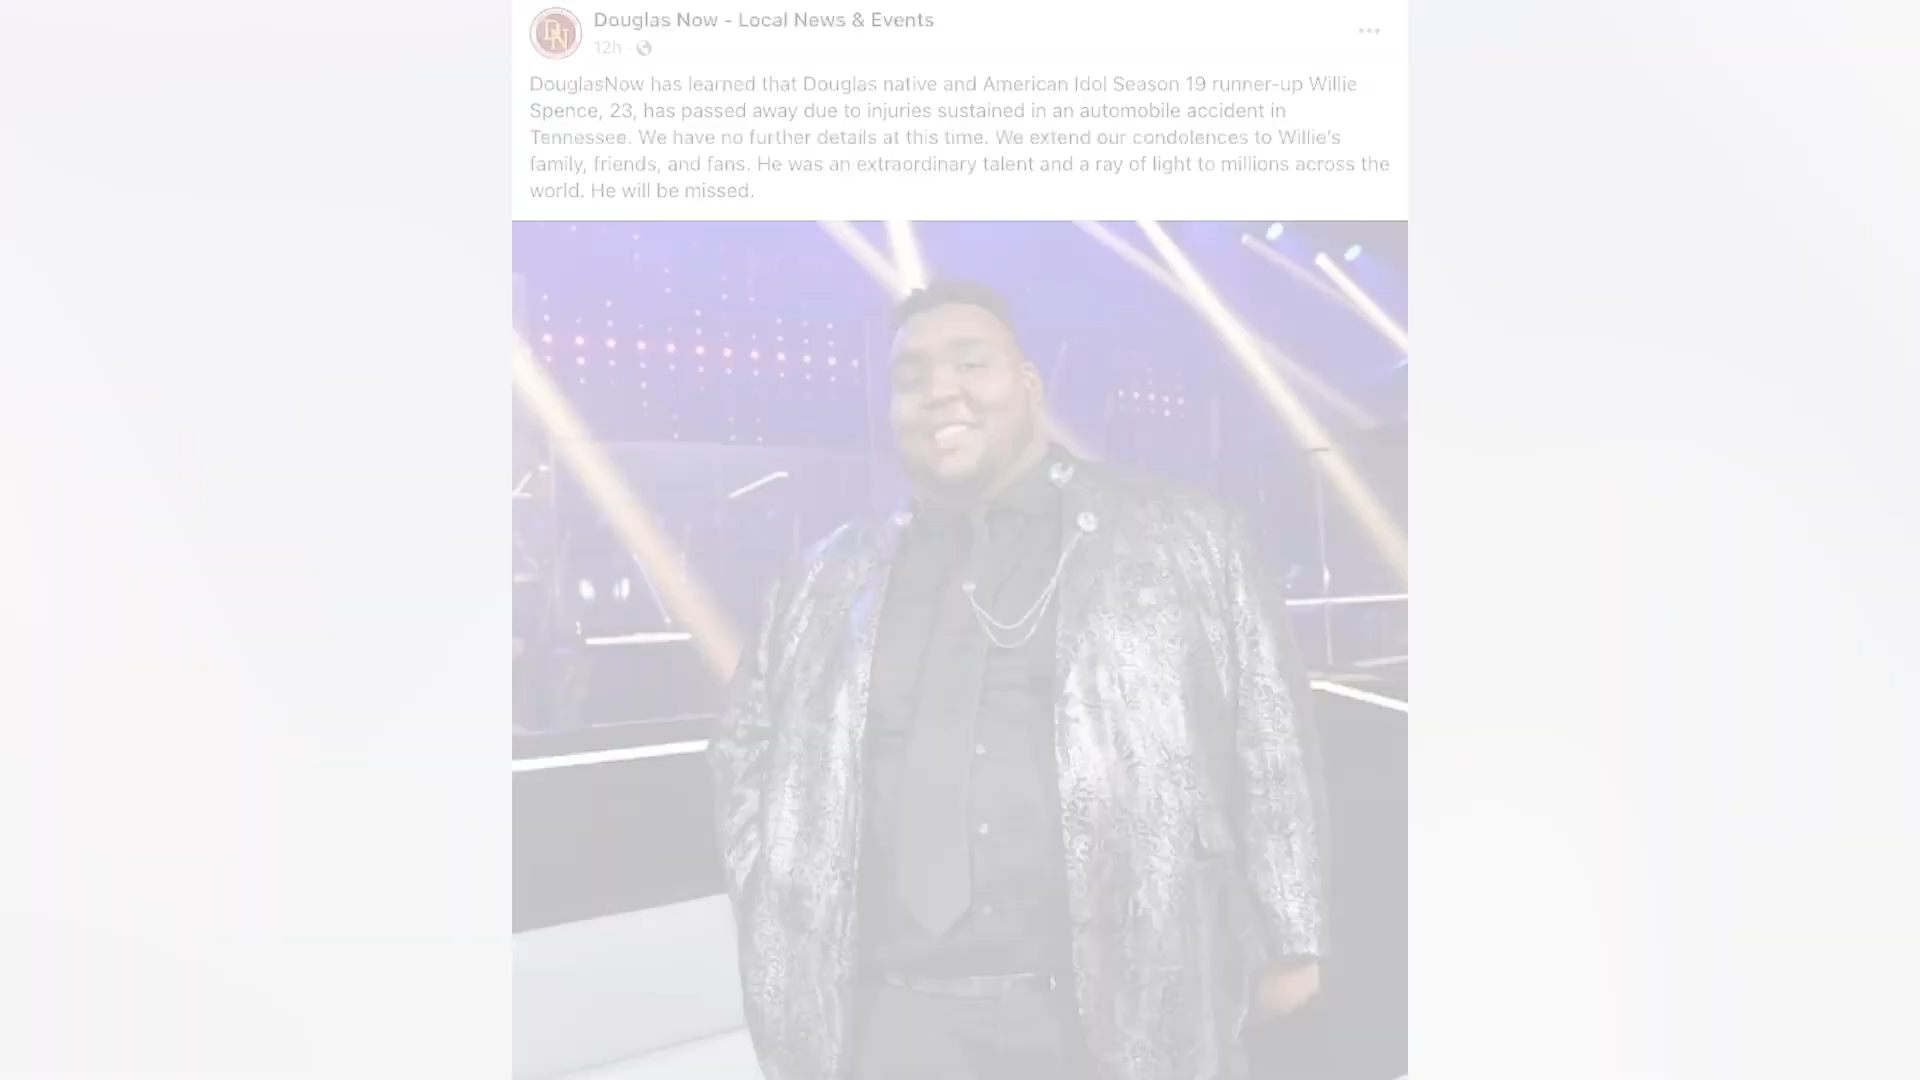 Douglas Now - Local News & Events
DN
12h ·
DouglasNow has learned that Douglas native and American Idol Season 19 runner-up Willie
Spence, 23, has passed away due to injuries sustained in an automobile accident in
Tennessee. We have no further details at this time. We extend our condolences to Willie's
family, friends, and fans. He was an extraordinary talent and a ray of light to millions across the
world. He will be missed.